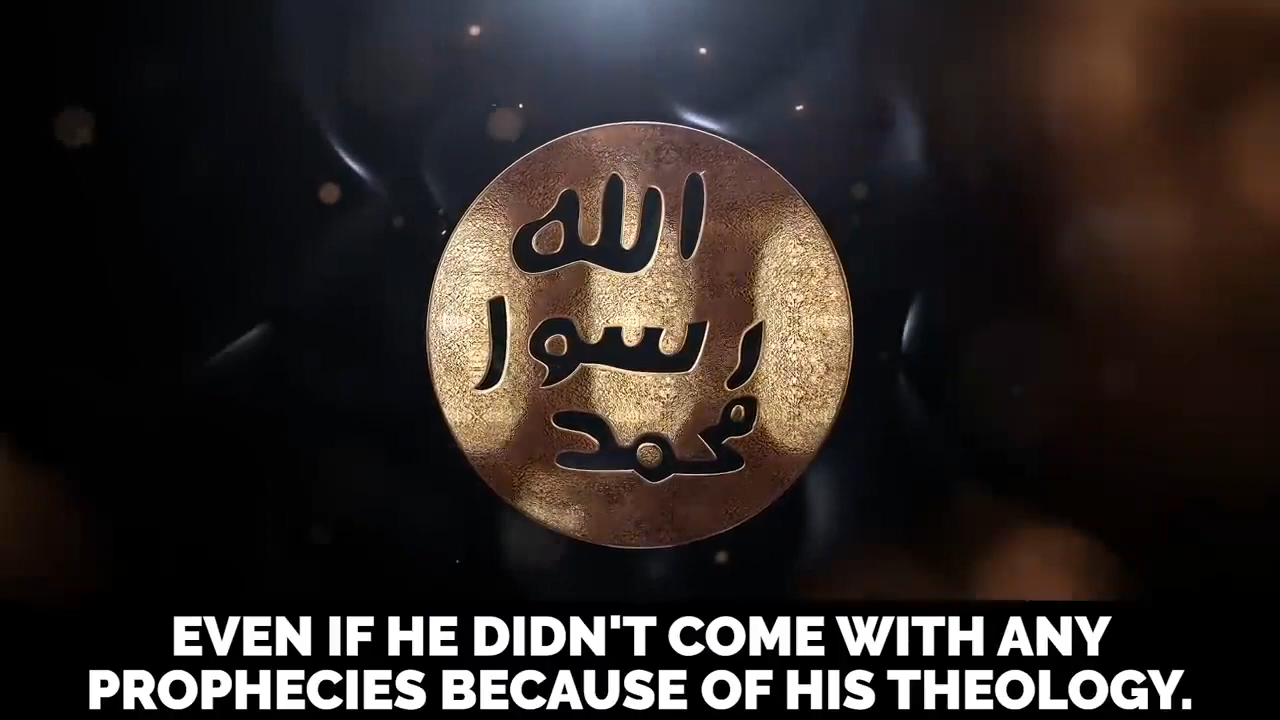 الله
رسول
محمد
EVEN IF HE DIDN'T COME WITH ANY
PROPHECIES BECAUSE OF HIS THEOLOGY.